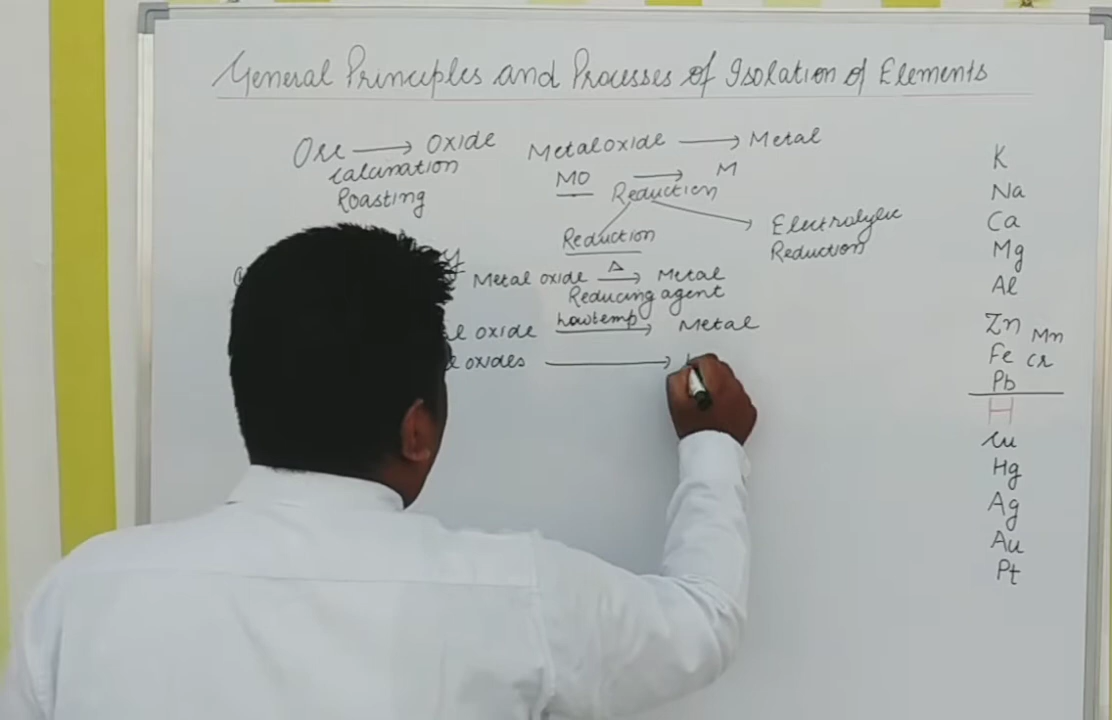 General Principles and Processes of Isolation of Elements
Ore → Oxide
Calcination
Roasting
Metal oxide → Metal
MO → M
Reduction
Reduction
Electrolytic
Reduction
Metal oxide Δ → Metal
Reducing agent
oxide Low temp → Metal
oxides →
K
Na
Ca
Mg
Al
Zn Mn
Fe Cr
Pb
H
Cu
Hg
Ag
Au
Pt